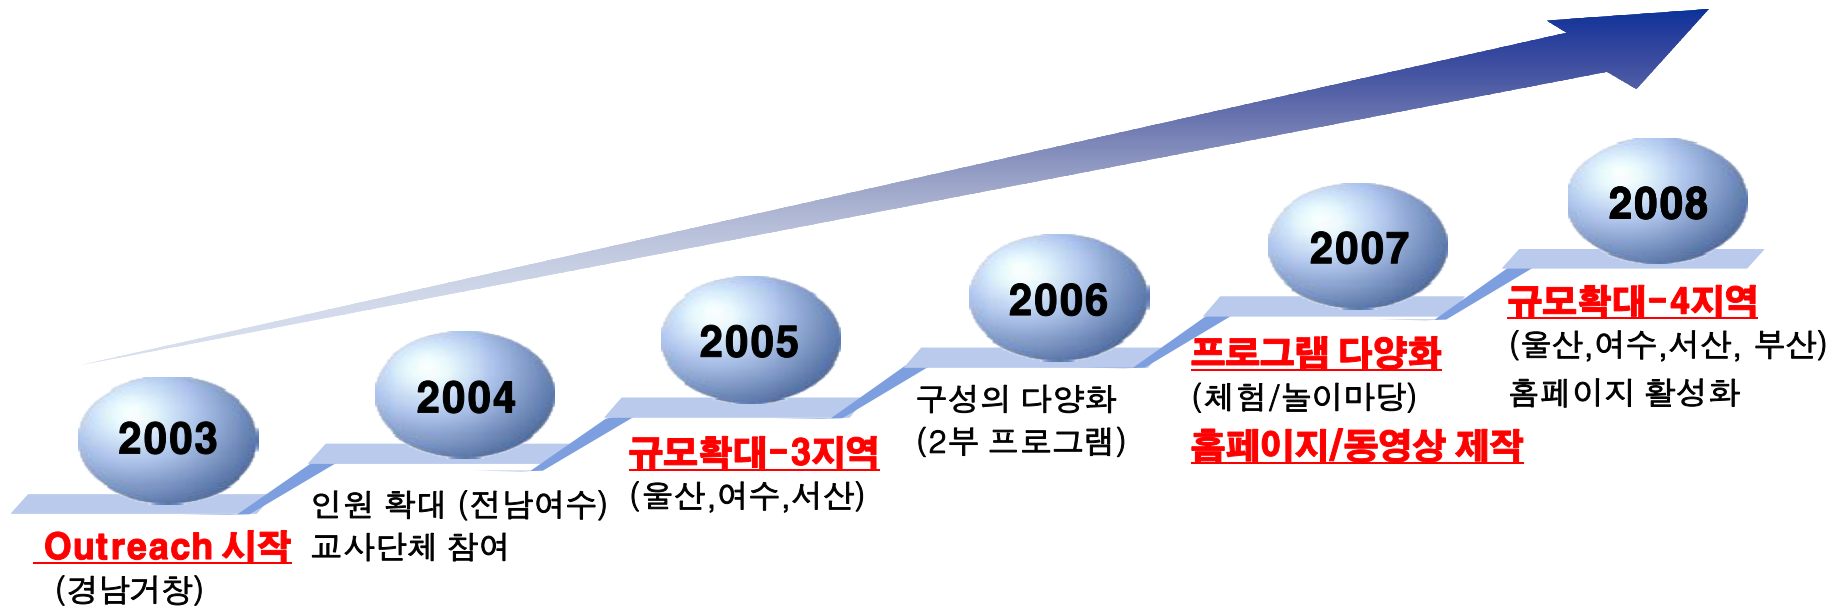 2003
Outreach 시작
(경남거창)
2004
인원 확대 (전남여수)
교사단체 참여
2005
규모확대-3지역
(울산,여수,서산)
2006
구성의 다양화
(2부 프로그램)
2007
프로그램 다양화
(체험/놀이마당)
홈페이지/동영상 제작
2008
규모확대-4지역
(울산,여수,서산, 부산)
홈페이지 활성화